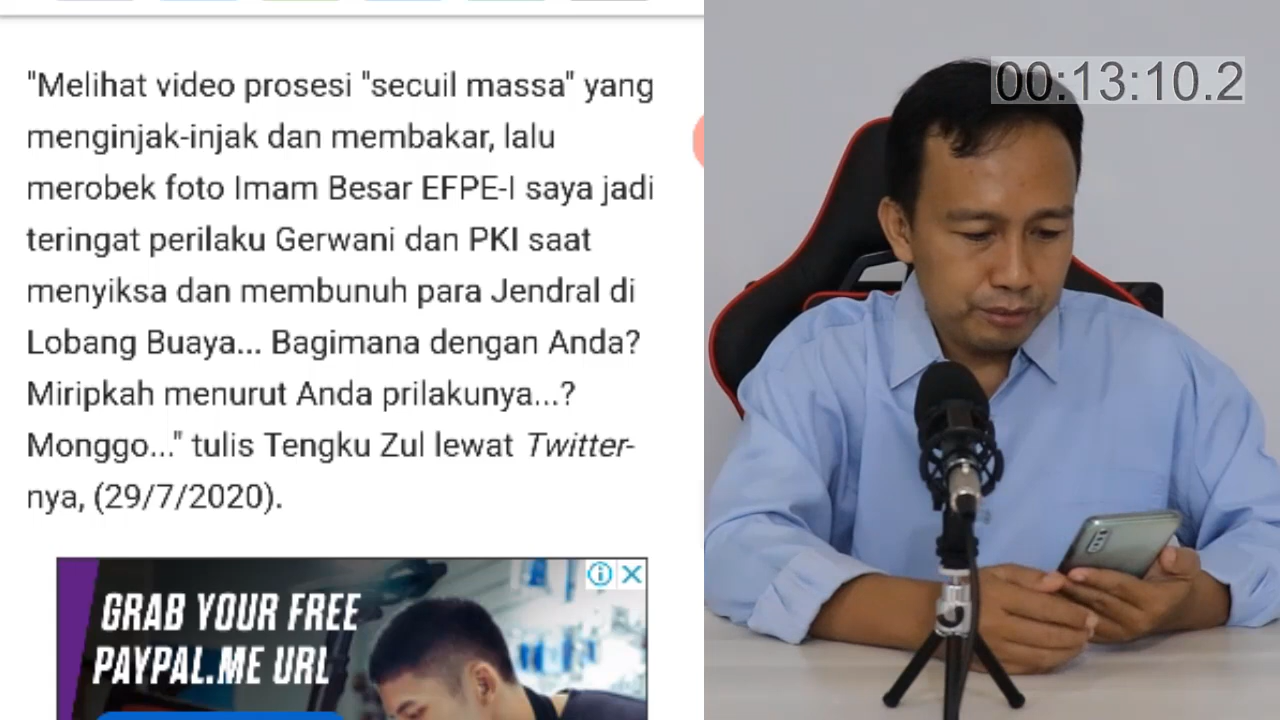 "Melihat video prosesi "secuil massa" yang
menginjak-injak dan membakar, lalu
merobek foto Imam Besar EFPE-I saya jadi
teringat perilaku Gerwani dan PKI saat
menyiksa dan membunuh para Jendral di
Lobang Buaya... Bagimana dengan Anda?
Miripkah menurut Anda prilakunya...?
Monggo..." tulis Tengku Zul lewat Twitter-
nya, (29/7/2020).
GRAB YOUR FREE
PAYPAL.ME URL
00:13:10.2